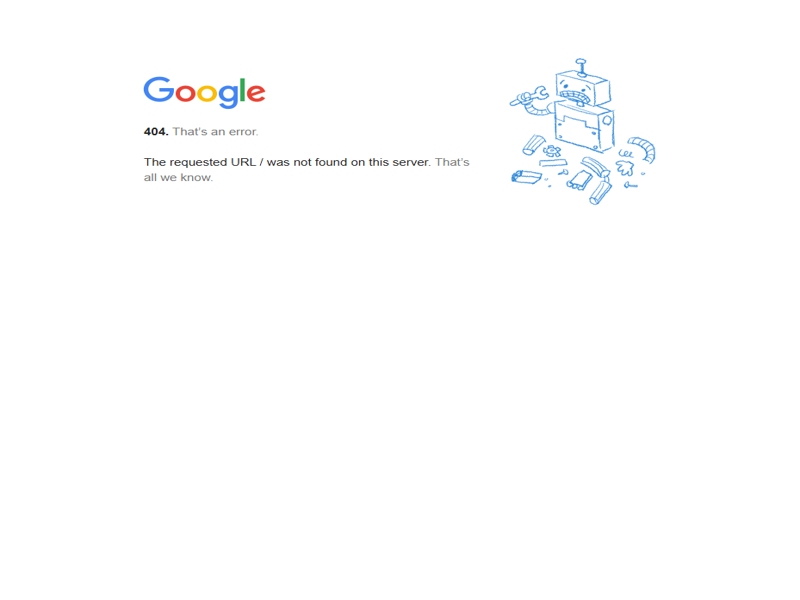 Google
404. That's an error.
The requested URL / was not found on this server. That's
all we know.